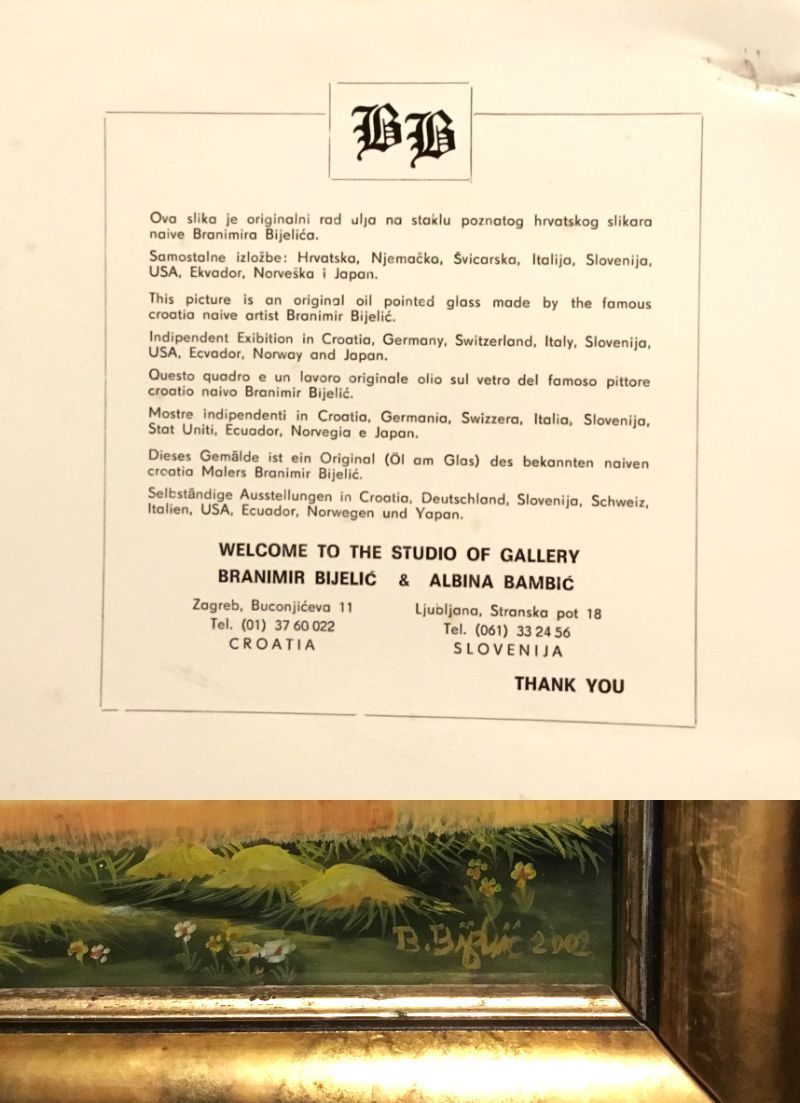 BB
Ova slika je originalni rad ulja na staklu poznatog hrvatskog slikara
naive Branimira Bijelića.
Samostalne izložbe: Hrvatska, Njemačka, Švicarska, Italija, Slovenija,
USA, Ekvador, Norveška i Japan.
This picture is an original oil pointed glass made by the famous
croatia naive artist Branimir Bijelić.
Indipendent Exibition in Croatia, Germany, Switzerland, Italy, Slovenija,
USA, Ecvador, Norway and Japan.
Questo quadro e un lavoro originale olio sul vetro del famoso pittore
croatio naivo Branimir Bijelić.
Mostre indipendenti in Croatia, Germania, Swizzera, Italia, Slovenija,
Stat Uniti, Ecuador, Norvegia e Japan.
Dieses Gemälde ist ein Original (Öl am Glas) des bekannten naiven
croatia Malers Branimir Bijelić.
Selbständige Ausstellungen in Croatia, Deutschland, Slovenija, Schweiz,
Italien, USA, Ecuador, Norwegen und Yapan.
WELCOME TO THE STUDIO OF GALLERY
BRANIMIR BIJELIĆ & ALBINA BAMBIĆ
Zagreb, Buconjićeva 11 Ljubljana, Stranska pot 18
Tel. (01) 37 60 022 Tel. (061) 33 24 56
CROATIA SLOVENIJA
THANK YOU
B. Bijelić 2002